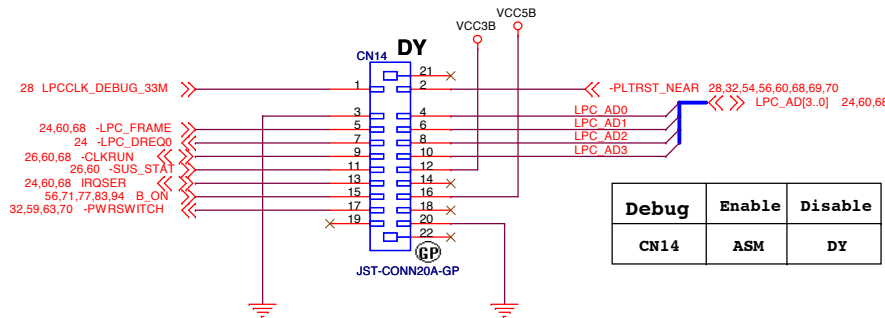 VCC5B
VCC3B
DY
CN14
21
28 LPCCLK_DEBUG_33M 1 2 -PLTRST_NEAR 28,32,54,56,60,68,69,70
LPC_AD[3..0] 24,60,68
3 4 LPC_AD0
24,60,68 -LPC_FRAME 5 6 LPC_AD1
24 -LPC_DREQ0 7 8 LPC_AD2
26,60,68 -CLKRUN 9 10 LPC_AD3
26,60 -SUS_STAT 11 12
24,60,68 IRQSER 13 14
56,71,77,83,94 B_ON 15 16
32,59,63,70 -PWRSWITCH 17 18
19 20
22
GP
JST-CONN20A-GP
Debug Enable Disable
CN14 ASM DY